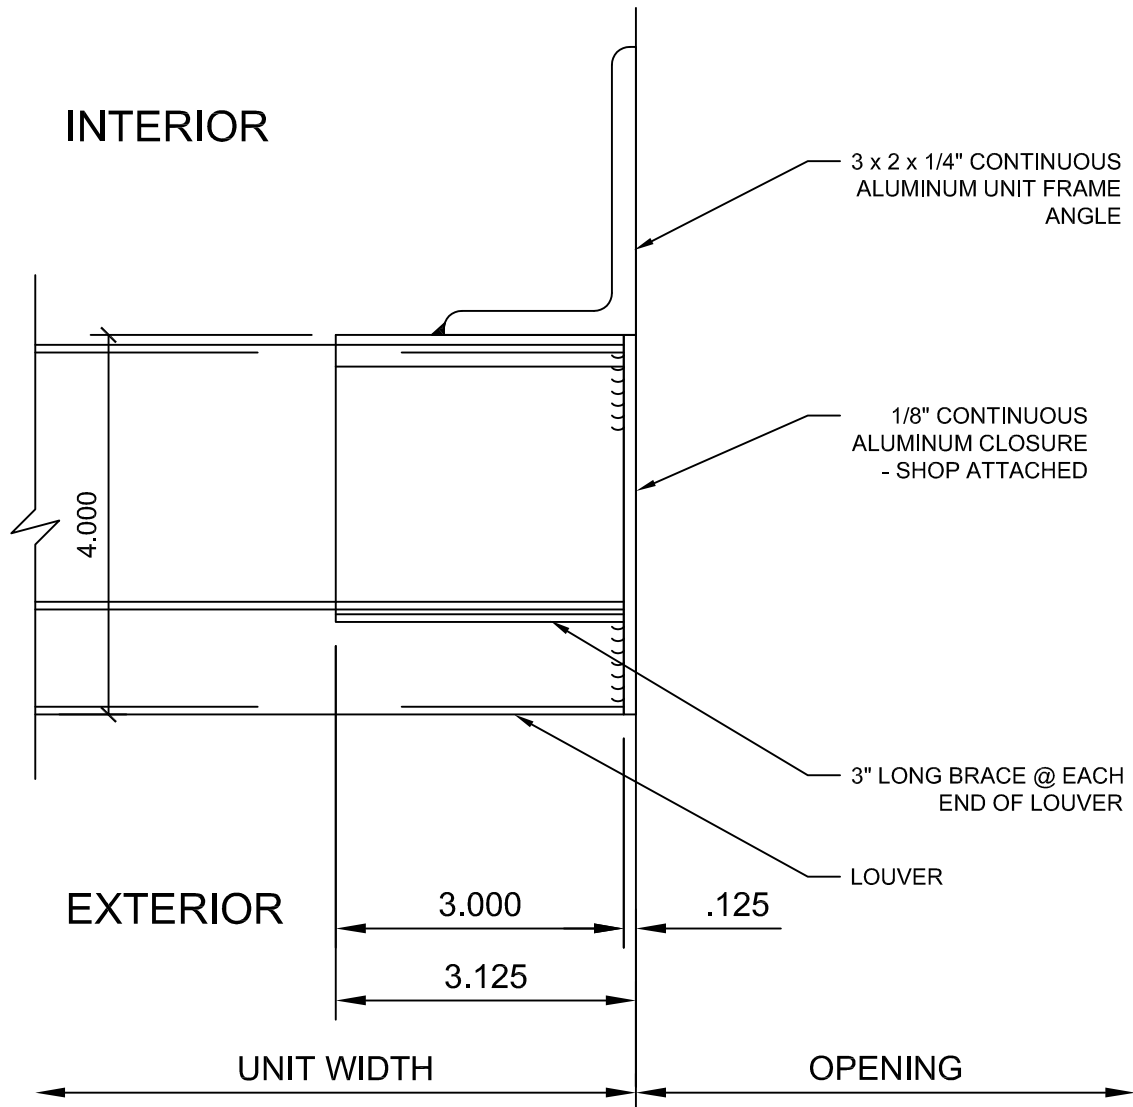 INTERIOR
3 x 2 x 1/4" CONTINUOUS
ALUMINUM UNIT FRAME
ANGLE
1/8" CONTINUOUS
ALUMINUM CLOSURE
- SHOP ATTACHED
4.000
3" LONG BRACE @ EACH
END OF LOUVER
LOUVER
EXTERIOR
3.000
.125
3.125
UNIT WIDTH
OPENING